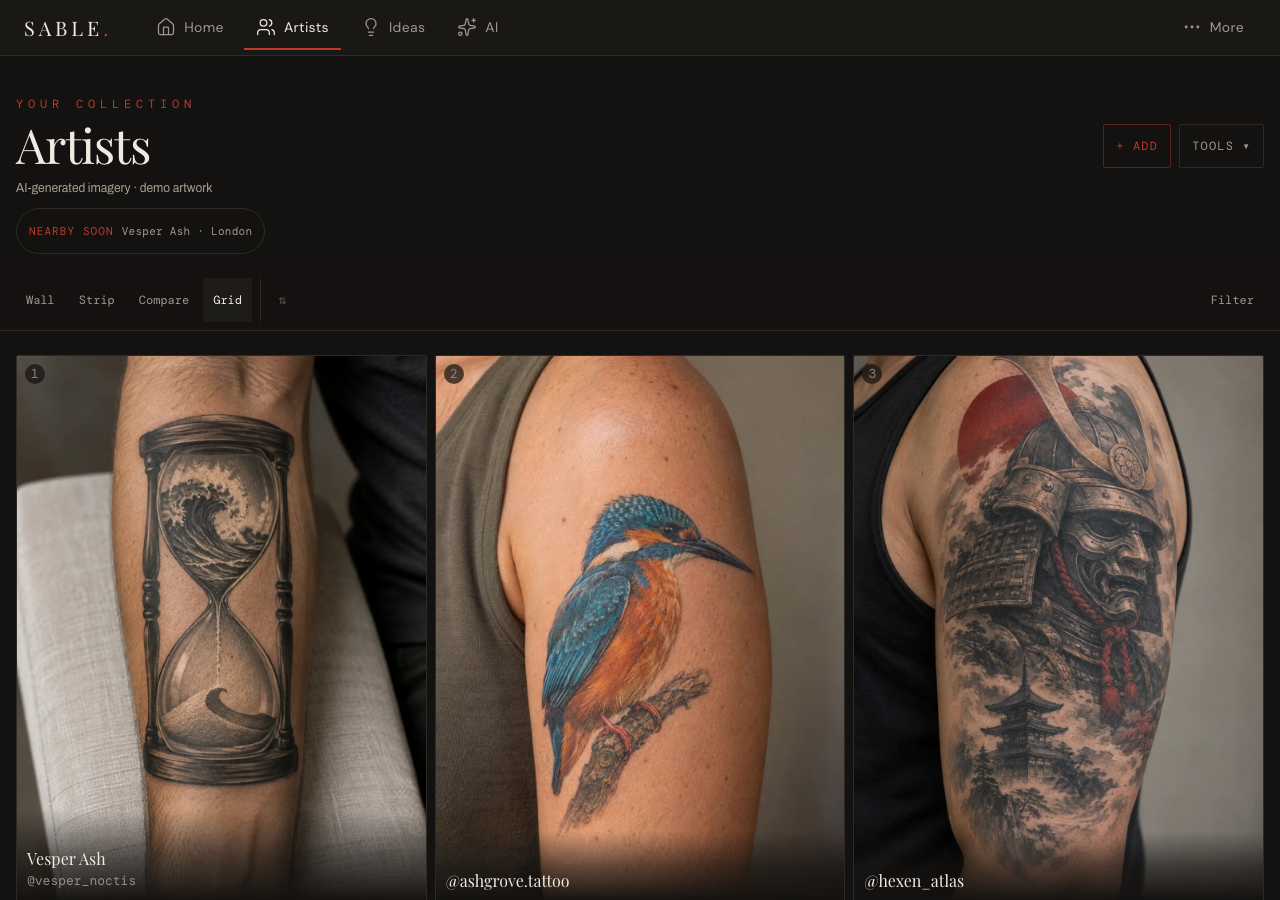 SABLE.
Home
Artists
Ideas
AI
More
YOUR COLLECTION
Artists
AI-generated imagery · demo artwork
+ ADD
TOOLS ▾
NEARBY SOON Vesper Ash · London
Wall
Strip
Compare
Grid
⇅
Filter
1
2
3
Vesper Ash
@vesper_noctis
@ashgrove.tattoo
@hexen_atlas